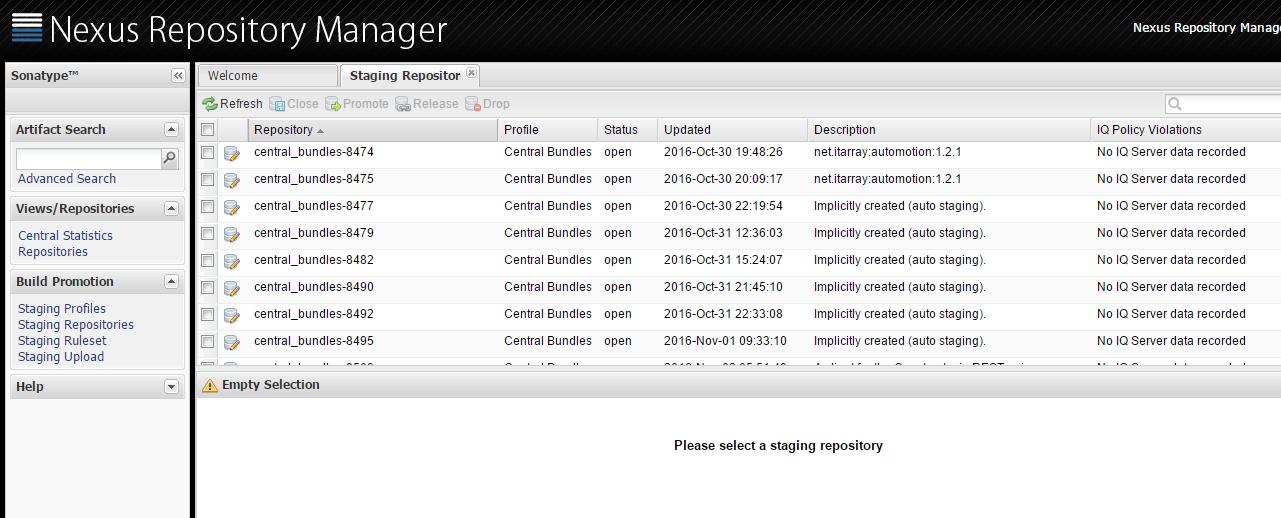 Nexus Repository Manager
Nexus Repository Manag
Sonatype™
Welcome
Staging Repositor
Refresh Close Promote Release Drop
Artifact Search
Advanced Search
Views/Repositories
Central Statistics
Repositories
Build Promotion
Staging Profiles
Staging Repositories
Staging Ruleset
Staging Upload
Help
Repository Profile Status Updated Description IQ Policy Violations
central_bundles-8474 Central Bundles open 2016-Oct-30 19:48:26 net.itarray:automotion:1.2.1 No IQ Server data recorded
central_bundles-8475 Central Bundles open 2016-Oct-30 20:09:17 net.itarray:automotion:1.2.1 No IQ Server data recorded
central_bundles-8477 Central Bundles open 2016-Oct-30 22:19:54 Implicitly created (auto staging). No IQ Server data recorded
central_bundles-8479 Central Bundles open 2016-Oct-31 12:36:03 Implicitly created (auto staging). No IQ Server data recorded
central_bundles-8482 Central Bundles open 2016-Oct-31 15:24:07 Implicitly created (auto staging). No IQ Server data recorded
central_bundles-8490 Central Bundles open 2016-Oct-31 21:45:10 Implicitly created (auto staging). No IQ Server data recorded
central_bundles-8492 Central Bundles open 2016-Oct-31 22:33:08 Implicitly created (auto staging). No IQ Server data recorded
central_bundles-8495 Central Bundles open 2016-Nov-01 09:33:10 Implicitly created (auto staging). No IQ Server data recorded
Empty Selection
Please select a staging repository